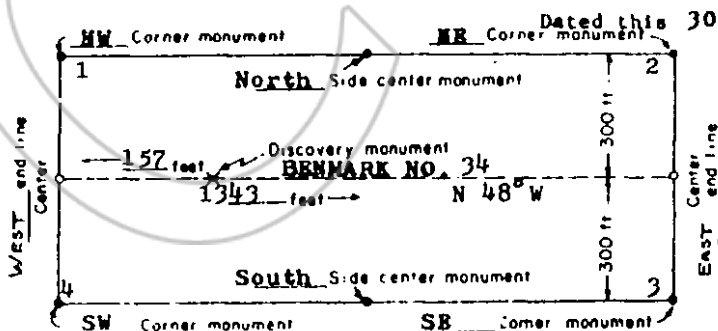 Dated this 30
NW Corner monument
NE Corner monument
1
2
North Side center monument
300 ft
157 feet
Discovery monument
BENMARK NO. 34
1343 feet
N 48° W
WEST end line
Center
Center
EAST end line
300 ft
South Side center monument
4
3
SW Corner monument
SE Corner monument